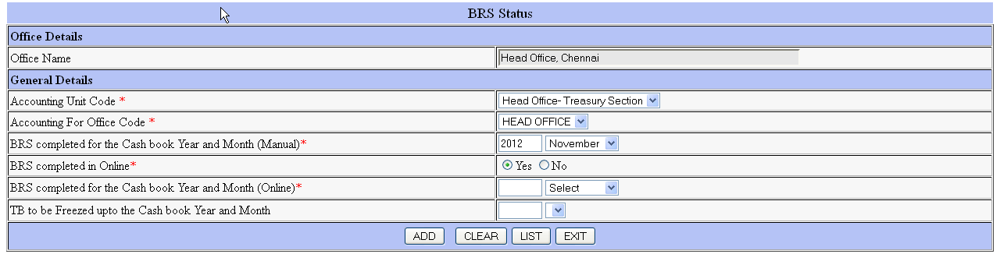 BRS Status
Office Details
Office Name Head Office, Chennai
General Details
Accounting Unit Code * Head Office- Treasury Section
Accounting For Office Code * HEAD OFFICE
BRS completed for the Cash book Year and Month (Manual)* 2012 November
BRS completed in Online* Yes No
BRS completed for the Cash book Year and Month (Online)* Select
TB to be Freezed upto the Cash book Year and Month
ADD CLEAR LIST EXIT